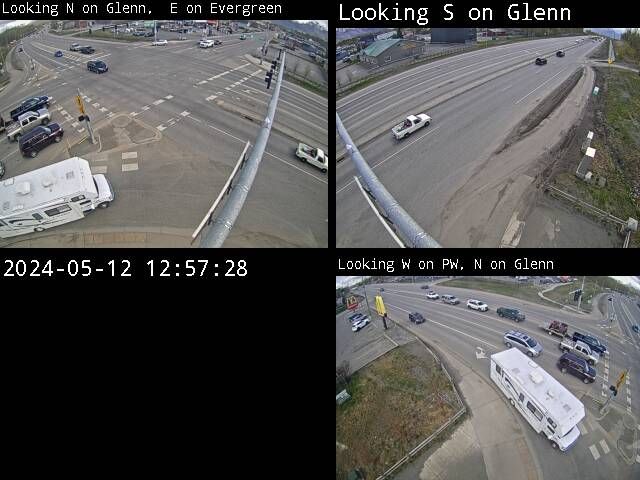 Looking N on Glenn, E on Evergreen
Looking S on Glenn
2024-05-12 12:57:28
Looking W on PW, N on Glenn